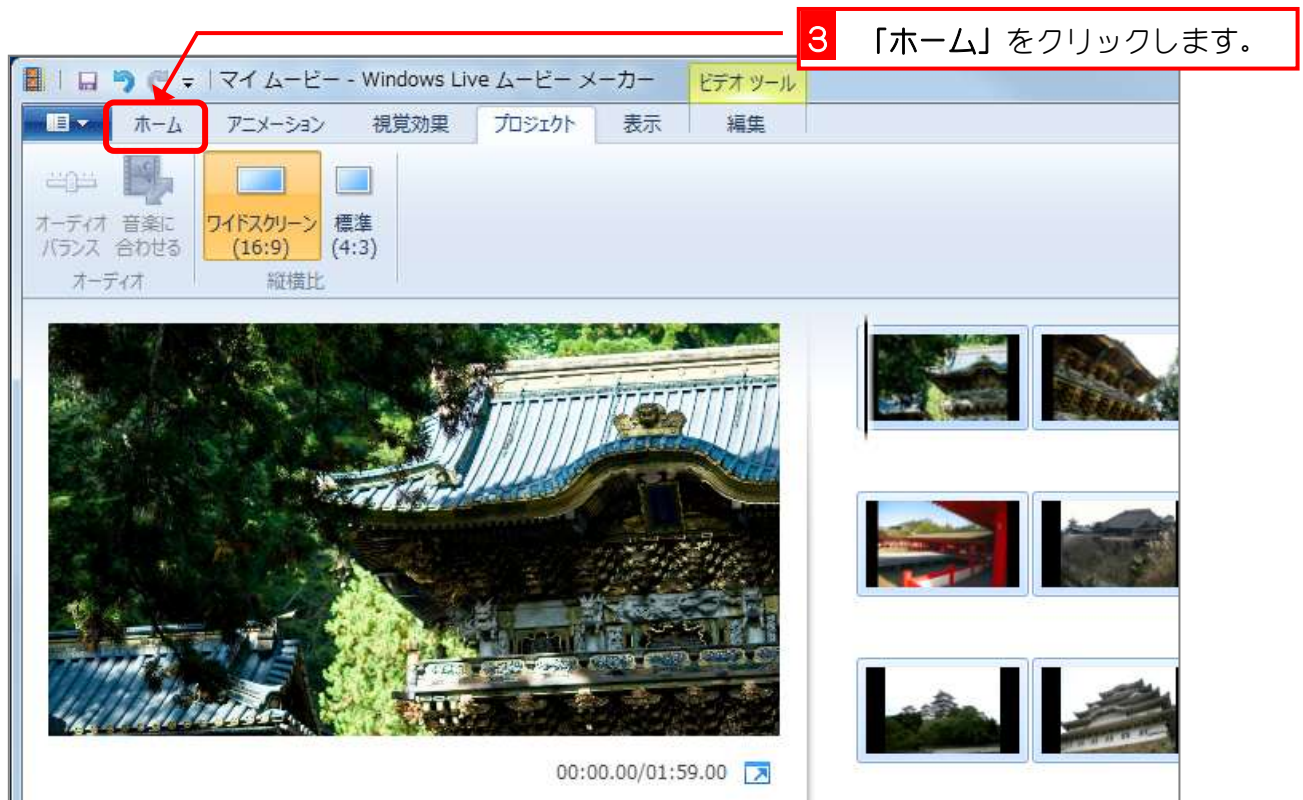 3 「ホーム」をクリックします。
マイ ムービー - Windows Live ムービー メーカー
ビデオ ツール
ホーム アニメーション 視覚効果 プロジェクト 表示 編集
オーディオ 音楽に ワイドスクリーン 標準
バランス 合わせる (16:9) (4:3)
オーディオ 縦横比
00:00.00/01:59.00